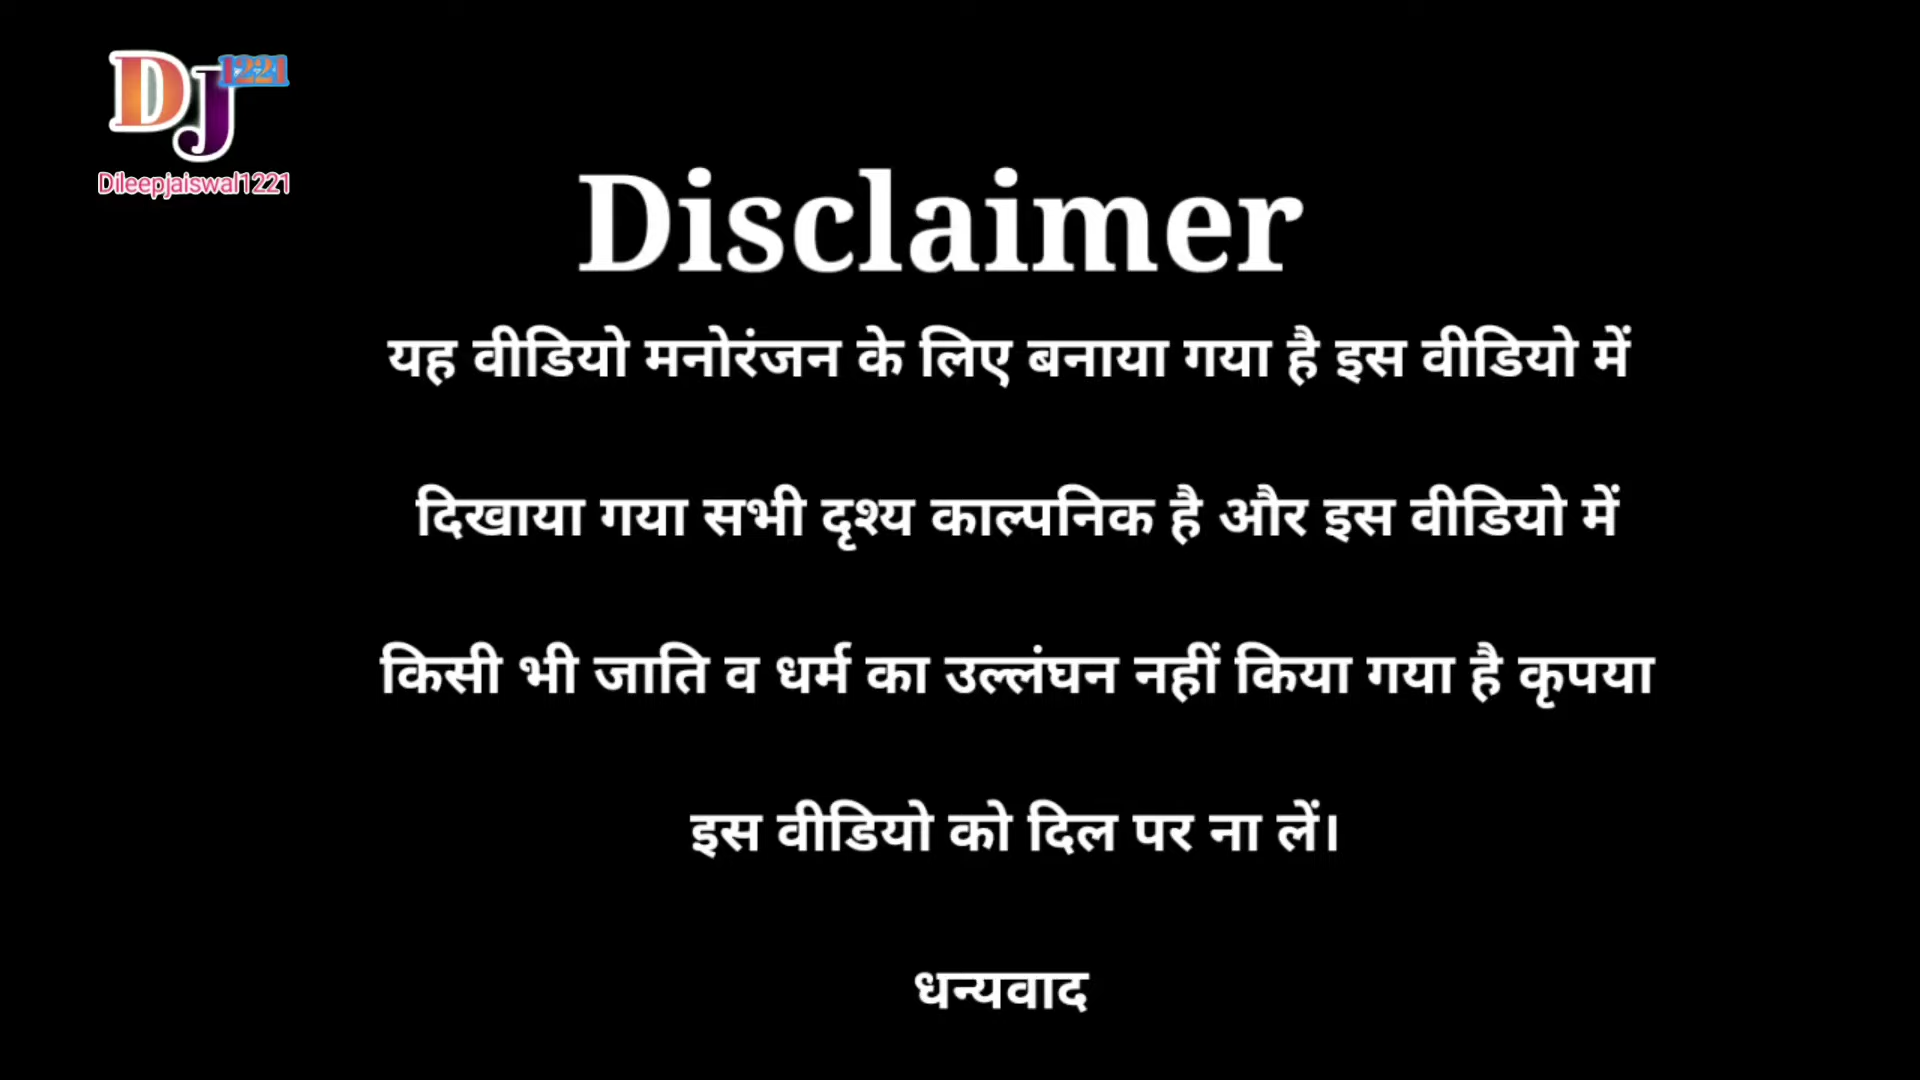 DJ 1221
Dileepjaiswal1221
Disclaimer
यह वीडियो मनोरंजन के लिए बनाया गया है इस वीडियो में
दिखाया गया सभी दृश्य काल्पनिक है और इस वीडियो में
किसी भी जाति व धर्म का उल्लंघन नहीं किया गया है कृपया
इस वीडियो को दिल पर ना लें।
धन्यवाद